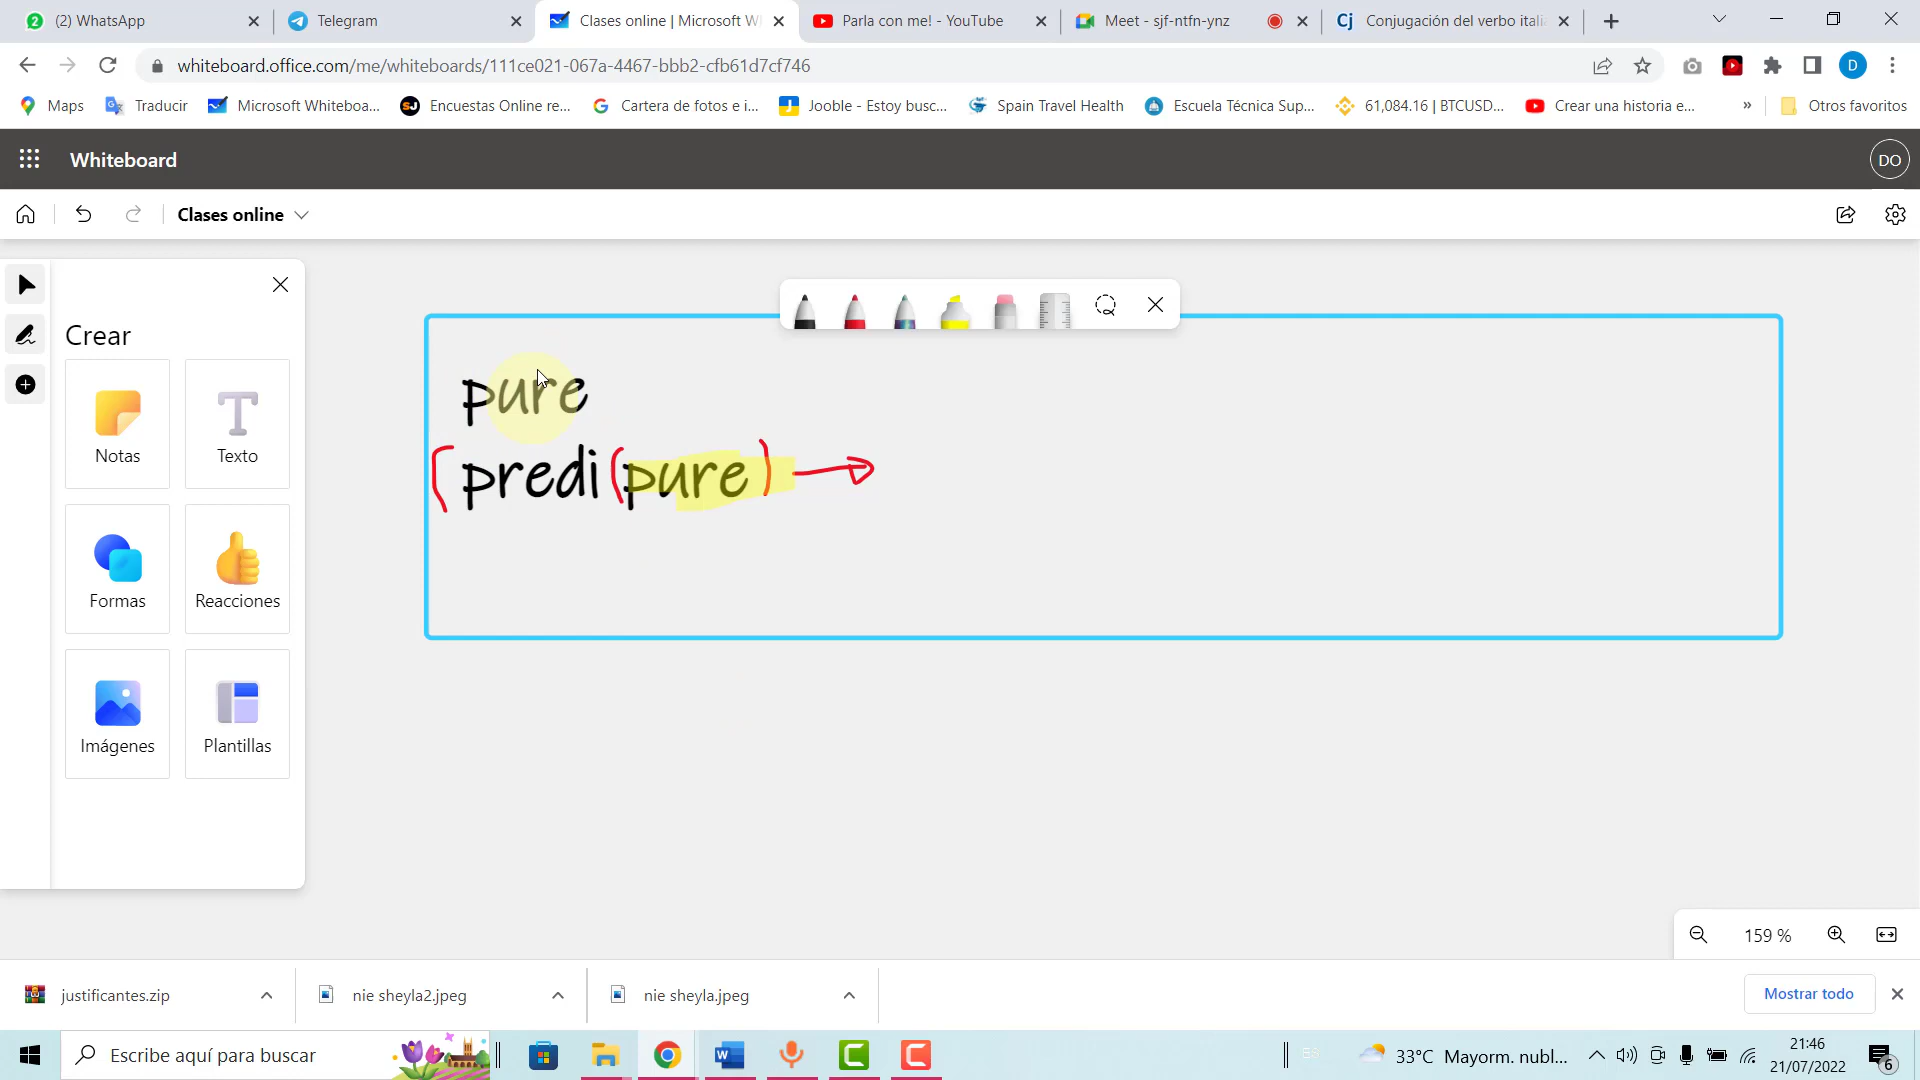 (2) WhatsApp
Telegram
Clases online | Microsoft W
Parla con me! - YouTube
Meet - sjf-ntfn-ynz
Cj Conjugación del verbo itali
whiteboard.office.com/me/whiteboards/111ce021-067a-4467-bbb2-cfb61d7cf746
D
Maps
Traducir
Microsoft Whiteboa...
Encuestas Online re...
Cartera de fotos e i...
Jooble - Estoy busc...
Spain Travel Health
Escuela Técnica Sup...
61,084.16 | BTCUSD...
Crear una historia e...
»
Otros favoritos
Whiteboard
DO
Clases online
Crear
Notas
Texto
Formas
Reacciones
Imágenes
Plantillas
pure
(predi (pure)
159 %
justificantes.zip
nie sheyla2.jpeg
nie sheyla.jpeg
Mostrar todo
Escribe aquí para buscar
33°C Mayorm. nubl...
21:46
21/07/2022
6